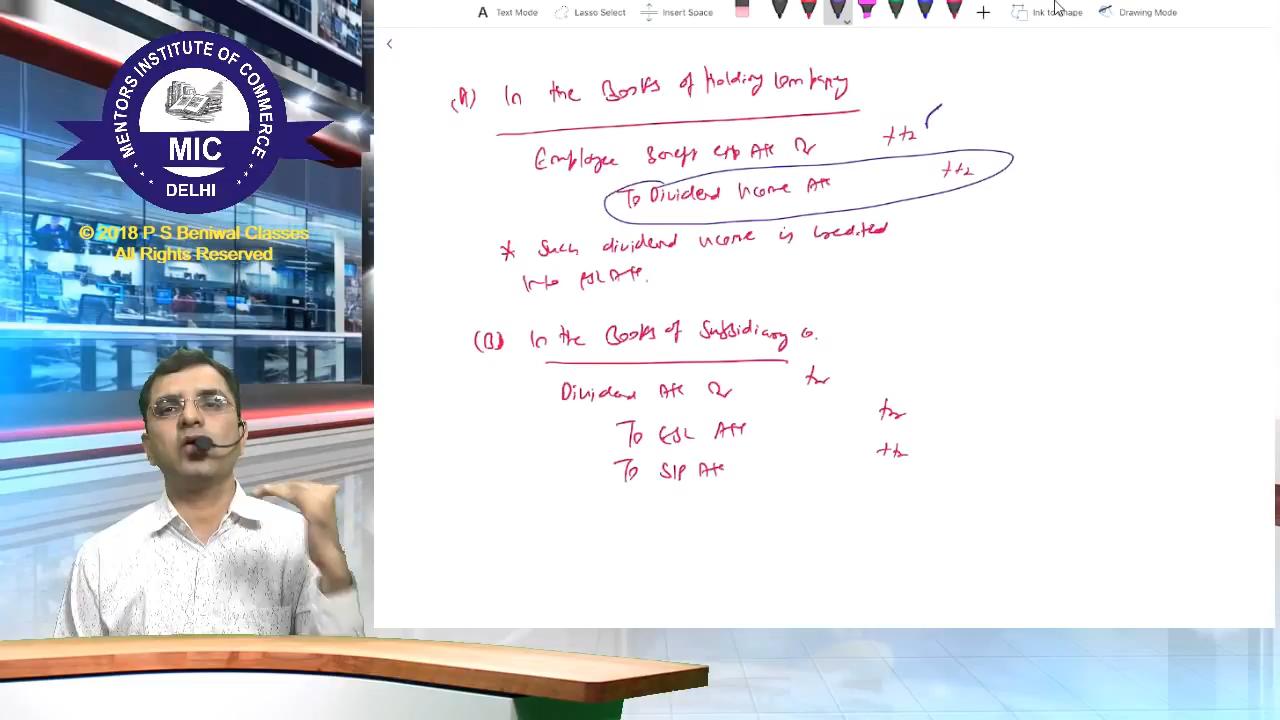 A Text Mode Lasso Select Insert Space Ink to Shape Drawing Mode
MENTORS INSTITUTE OF COMMERCE
MIC
DELHI
© 2018 P S Beniwal Classes
All Rights Reserved
(A) In the Books of Holding Company
Employee Benefit exp A/c Dr
To Dividend Income A/c
* Such dividend income is credited
into P&L A/c.
(B) In the Books of Subsidiary Co.
Dividend A/c Dr
To ESC A/c
To SIP A/c